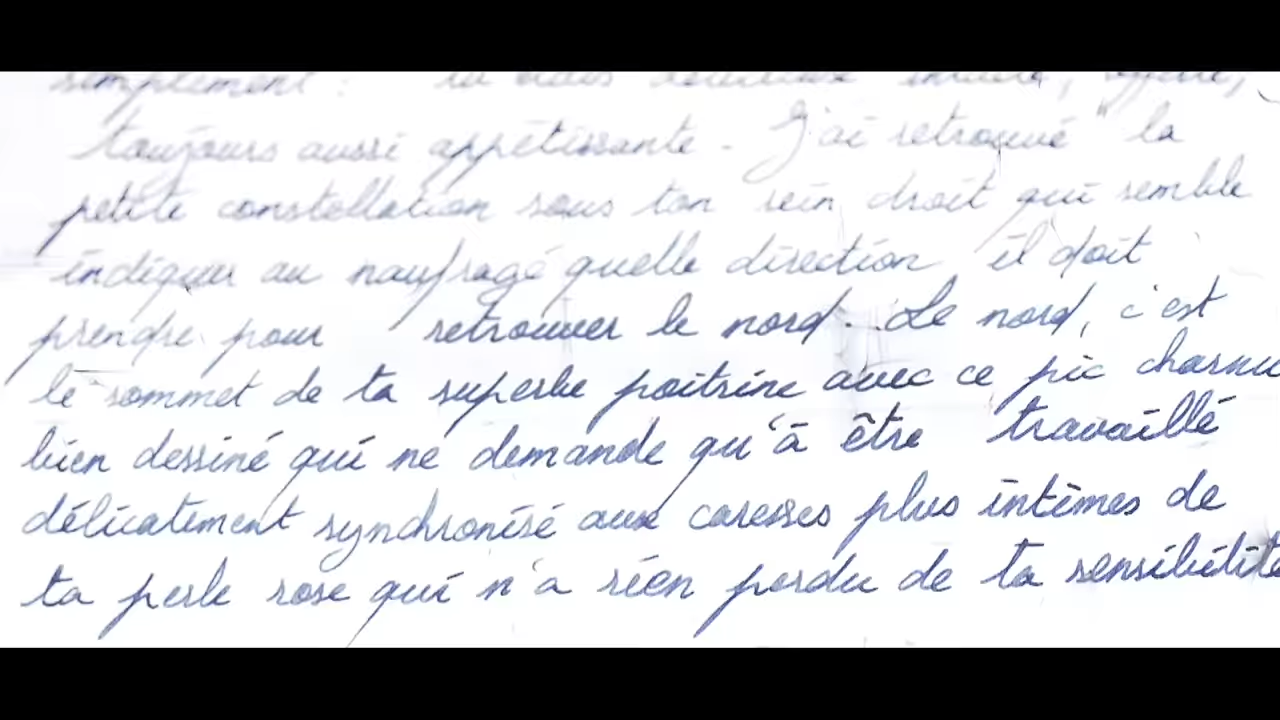 simplement :
toujours aussi appétissante. J'ai retrouvé la
petite constellation sous ton sein droit qui semble
indiquer au naufragé quelle direction il doit
prendre pour retrouver le nord. Le nord, c'est
le sommet de ta superbe poitrine avec ce pic charnu
bien dessiné qui ne demande qu'à être travaillé
délicatement synchronisé aux caresses plus intimes de
ta perle rose qui n'a rien perdu de ta sensibilité